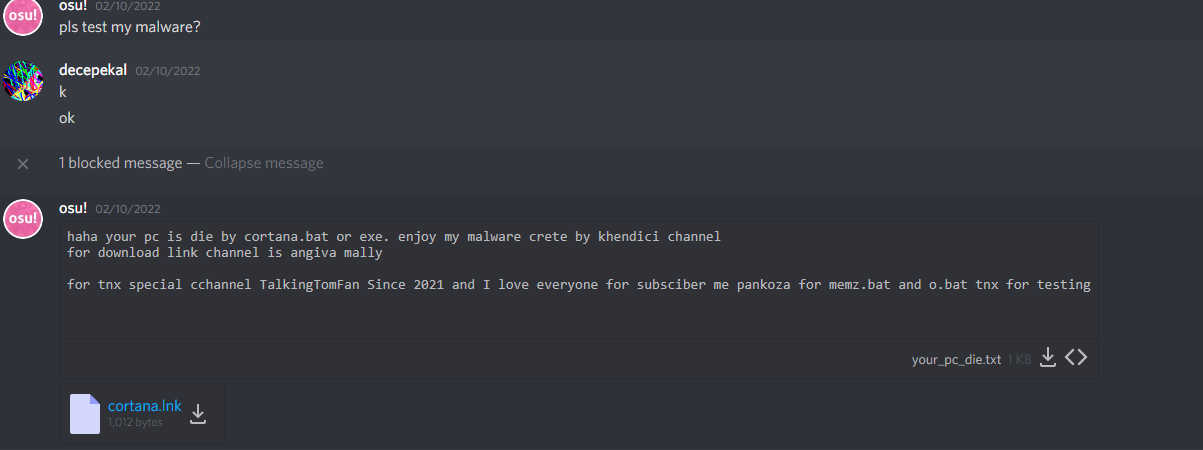 osu! 02/10/2022
osu!
pls test my malware?
decepekal 02/10/2022
k
ok
1 blocked message — Collapse message
osu! 02/10/2022
osu!
haha your pc is die by cortana.bat or exe. enjoy my malware crete by khendici channel
for download link channel is angiva mally
for tnx special cchannel TalkingTomFan Since 2021 and I love everyone for subsciber me pankoza for memz.bat and o.bat tnx for testing
your_pc_die.txt 1 KB
cortana.lnk
1,012 bytes